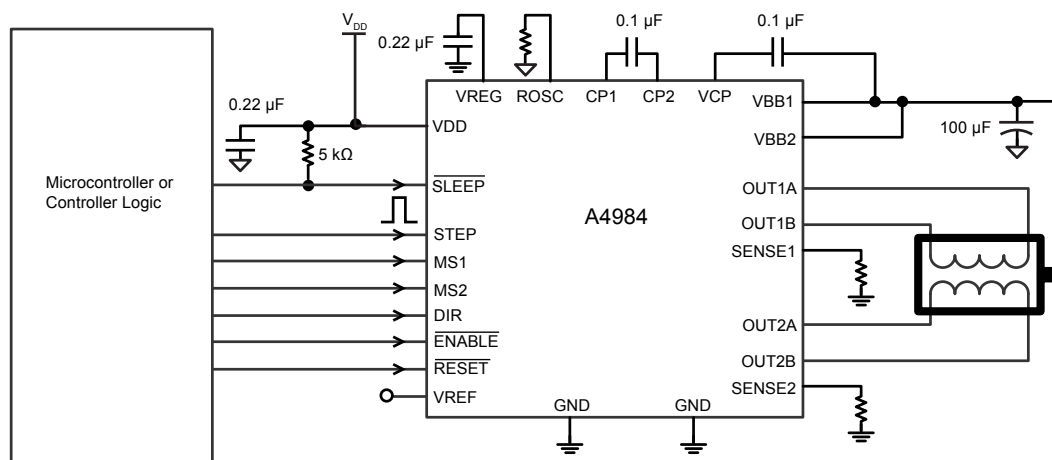 V_DD
0.22 µF
0.1 µF
0.1 µF
VREG
ROSC
CP1
CP2
VCP
VBB1
0.22 µF
VDD
VBB2
100 µF
5 kΩ
Microcontroller or
Controller Logic
SLEEP
OUT1A
A4984
OUT1B
STEP
SENSE1
MS1
MS2
DIR
OUT2A
ENABLE
OUT2B
RESET
SENSE2
VREF
GND
GND